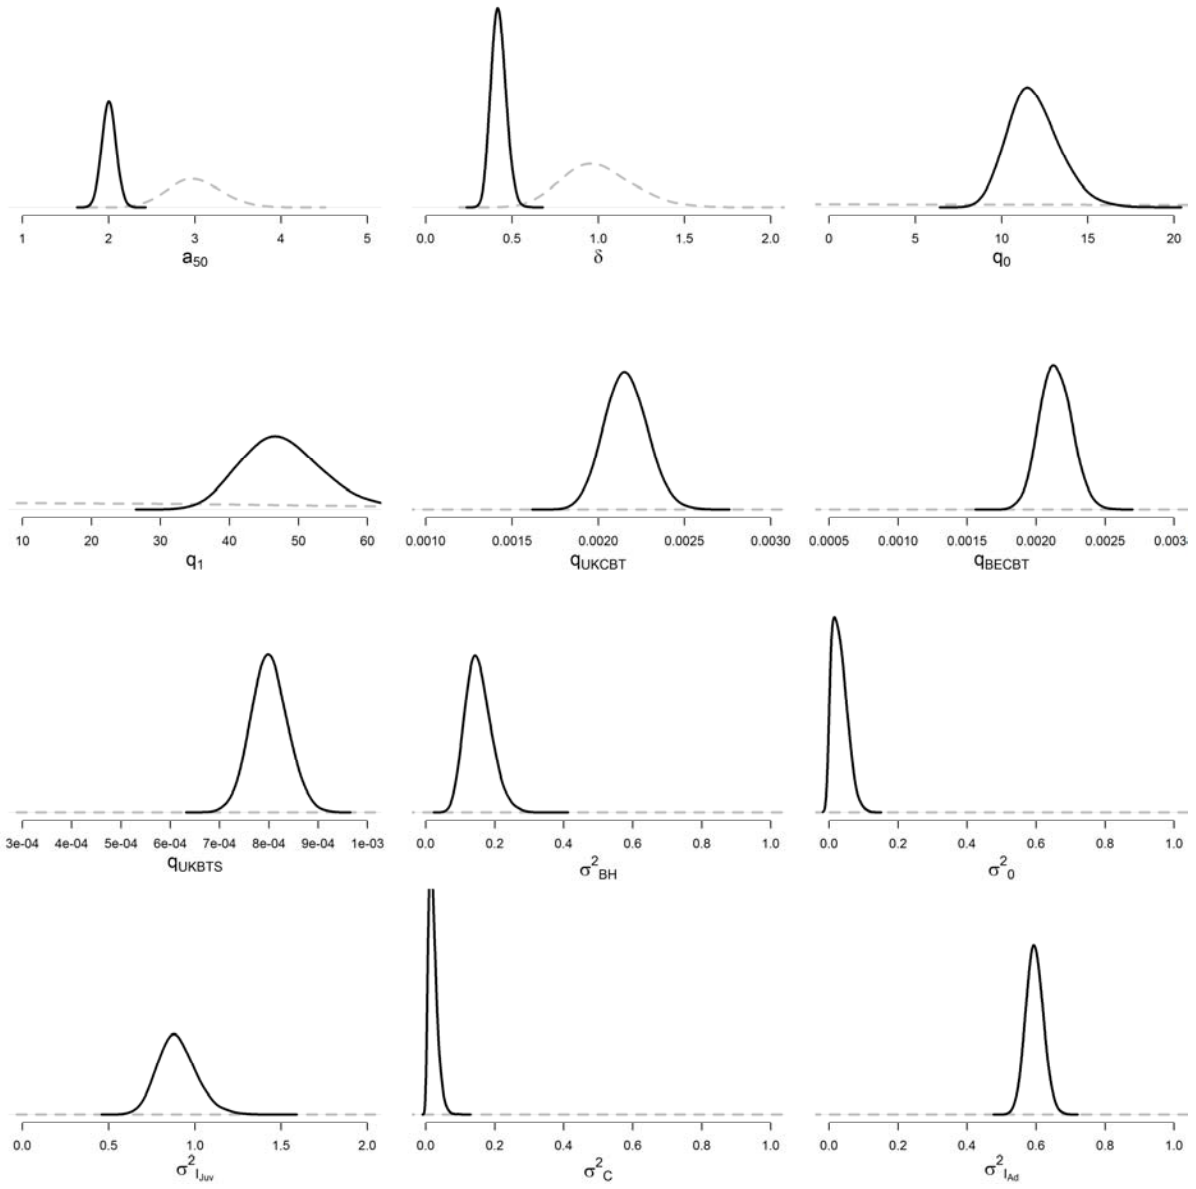 1 2 3 4 5 0.0 0.5 1.0 1.5 2.0 0 5 10 15 20
a50 δ q0
10 20 30 40 50 60 0.0010 0.0015 0.0020 0.0025 0.0030 0.0005 0.0010 0.0015 0.0020 0.0025
q1 qUKCBT qBECBT
3e-04 4e-04 5e-04 6e-04 7e-04 8e-04 9e-04 1e-03 0.0 0.2 0.4 0.6 0.8 1.0 0.0 0.2 0.4 0.6 0.8 1.0
qUKBTS σ²BH σ²0
0.0 0.5 1.0 1.5 2.0 0.0 0.2 0.4 0.6 0.8 1.0 0.0 0.2 0.4 0.6 0.8 1.0
σ²IJuv σ²C σ²IAd